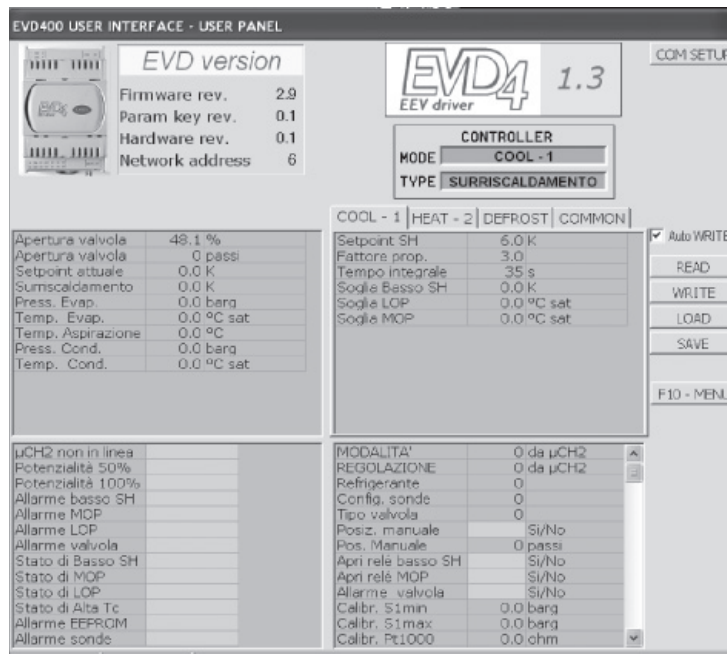 EVD400 USER INTERFACE - USER PANEL
EVD version
Firmware rev. 2.9
Param key rev. 0.1
Hardware rev. 0.1
Network address 6
EVD4
EEV driver
1.3
COM SETUP
CONTROLLER
MODE COOL - 1
TYPE SURRISCALDAMENTO
COOL - 1 HEAT - 2 DEFROST COMMON
Apertura valvola 48.1 %
Apertura valvola 0 passi
Setpoint attuale 0.0 K
Surriscaldamento 0.0 K
Press. Evap. 0.0 barg
Temp. Evap. 0.0 ºC sat
Temp. Aspirazione 0.0 ºC
Press. Cond. 0.0 barg
Temp. Cond. 0.0 ºC sat
Setpoint SH 6.0 K
Fattore prop. 3.0
Tempo integrale 35 s
Soglia Basso SH 0.0 K
Soglia LOP 0.0 ºC sat
Soglia MOP 0.0 ºC sat
Auto WRITE
READ
WRITE
LOAD
SAVE
F10 - MENU
µCH2 non in linea
Potenzialità 50%
Potenzialità 100%
Allarme basso SH
Allarme MOP
Allarme LOP
Allarme valvola
Stato di Basso SH
Stato di MOP
Stato di LOP
Stato di Alta Tc
Allarme EEPROM
Allarme sonde
MODALITA' 0 da µCH2
REGOLAZIONE 0 da µCH2
Refrigerante 0
Config. sonde 0
Tipo valvola 0
Posiz. manuale Si/No
Pos. Manuale 0 passi
Apri relè basso SH Si/No
Apri relè MOP Si/No
Allarme valvola Si/No
Calibr. S1min 0.0 barg
Calibr. S1max 0.0 barg
Calibr. Pt1000 0.0 ohm